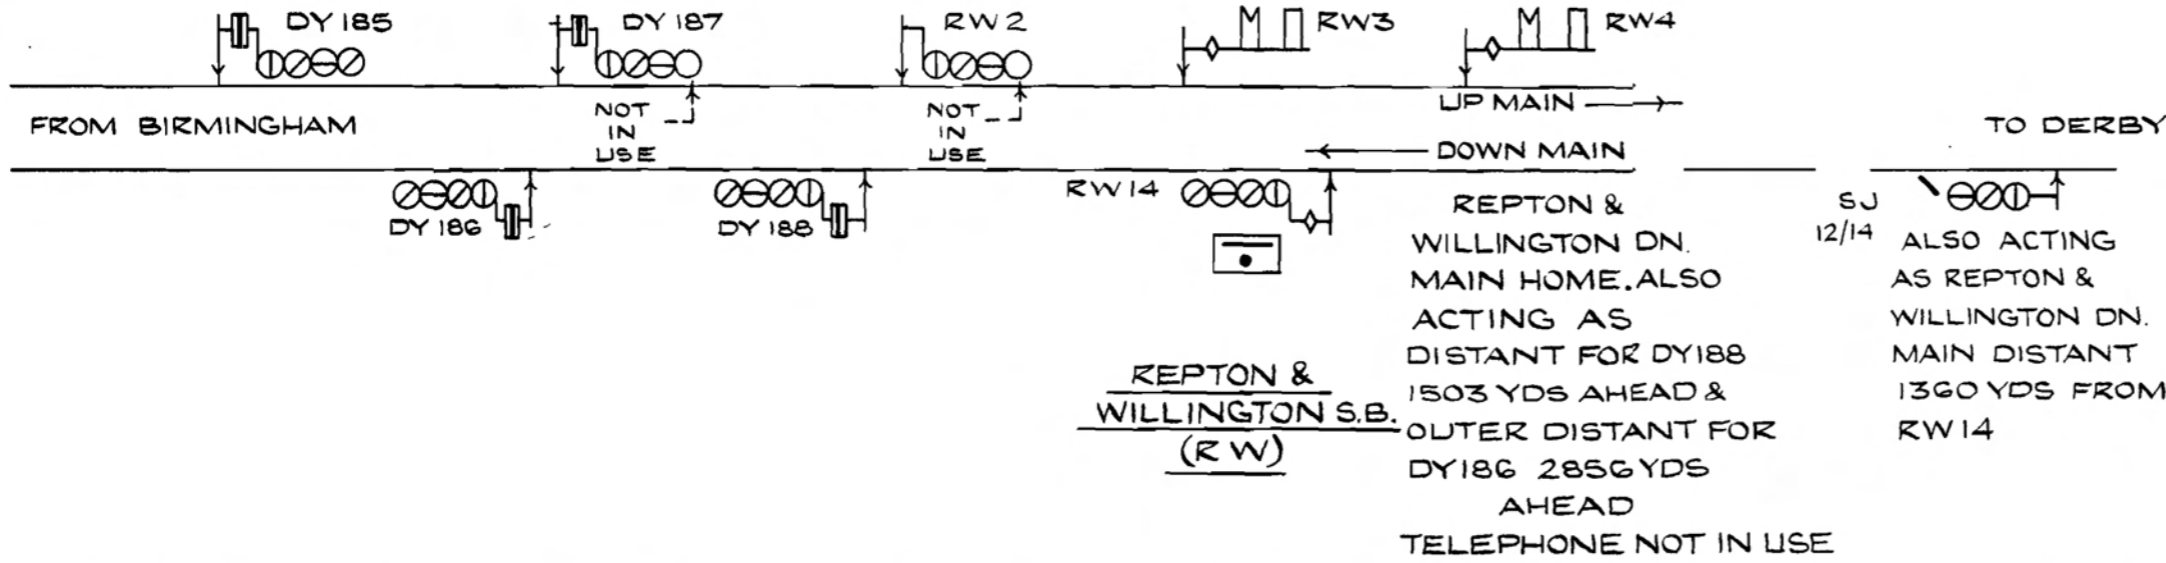 DY 185
DY 187
RW 2
M
RW3
M
RW4
FROM BIRMINGHAM
NOT
IN
USE
NOT
IN
USE
UP MAIN
TO DERBY
DOWN MAIN
DY 186
DY 188
RW 14
REPTON &
WILLINGTON DN.
MAIN HOME. ALSO
ACTING AS
DISTANT FOR DY188
1503 YDS AHEAD &
OUTER DISTANT FOR
DY186 2856 YDS
AHEAD
TELEPHONE NOT IN USE
SJ
12/14
ALSO ACTING
AS REPTON &
WILLINGTON DN.
MAIN DISTANT
1360 YDS FROM
RW14
REPTON &
WILLINGTON S.B.
(RW)